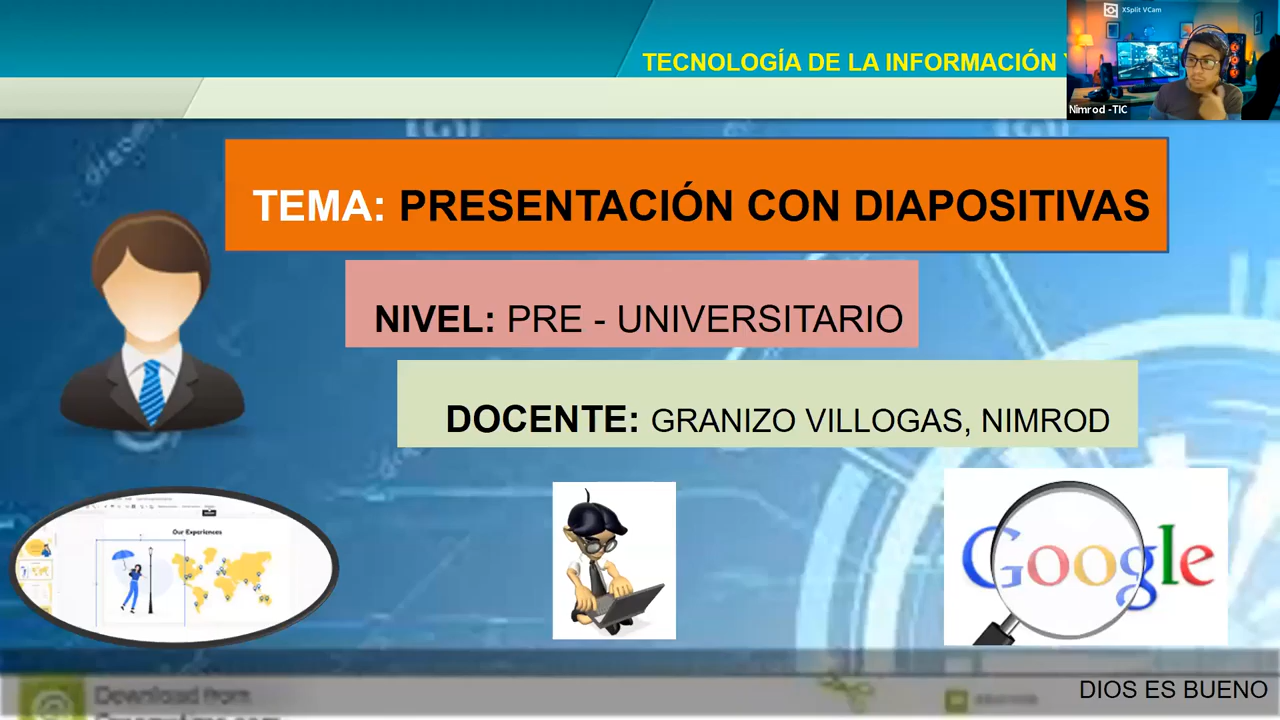 XSplit VCam
TECNOLOGÍA DE LA INFORMACIÓN
Nimrod -TIC
TEMA: PRESENTACIÓN CON DIAPOSITIVAS
NIVEL: PRE - UNIVERSITARIO
DOCENTE: GRANIZO VILLOGAS, NIMROD
Our Experiences
Google
Download from
DIOS ES BUENO